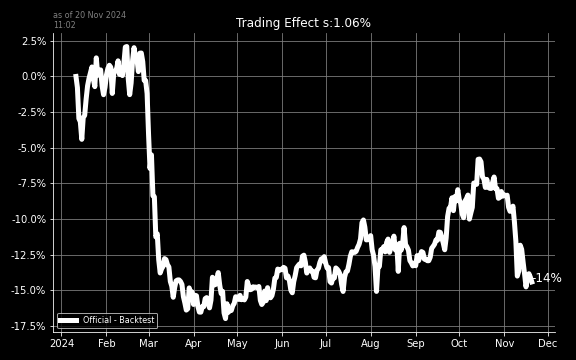 as of 20 Nov 2024
11:02
Trading Effect s:1.06%
2.5%
0.0%
-2.5%
-5.0%
-7.5%
-10.0%
-12.5%
-15.0%
-17.5%
-14%
Official - Backtest
2024 Feb Mar Apr May Jun Jul Aug Sep Oct Nov Dec